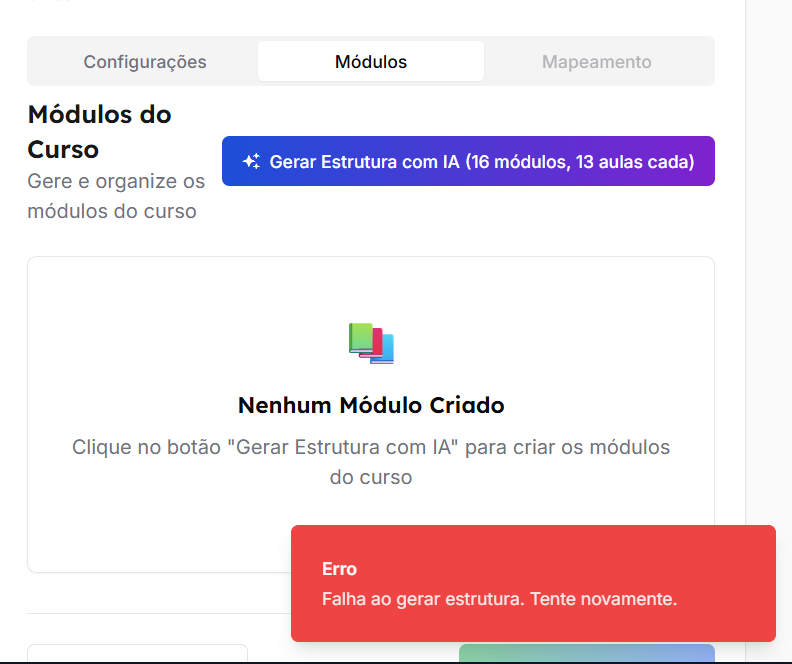 Configurações
Módulos
Mapeamento
Módulos do
Curso
Gere e organize os
módulos do curso
Gerar Estrutura com IA (16 módulos, 13 aulas cada)
Nenhum Módulo Criado
Clique no botão "Gerar Estrutura com IA" para criar os módulos
do curso
Erro
Falha ao gerar estrutura. Tente novamente.